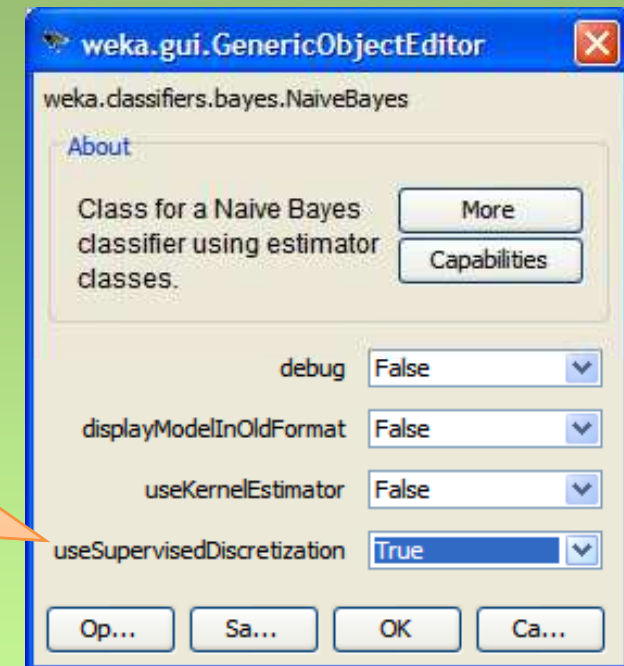 weka.gui.GenericObjectEditor
weka.classifiers.bayes.NaiveBayes
About
Class for a Naive Bayes
classifier using estimator
classes.
More
Capabilities
debug False
displayModelInOldFormat False
useKernelEstimator False
useSupervisedDiscretization True
Op... Sa... OK Ca...